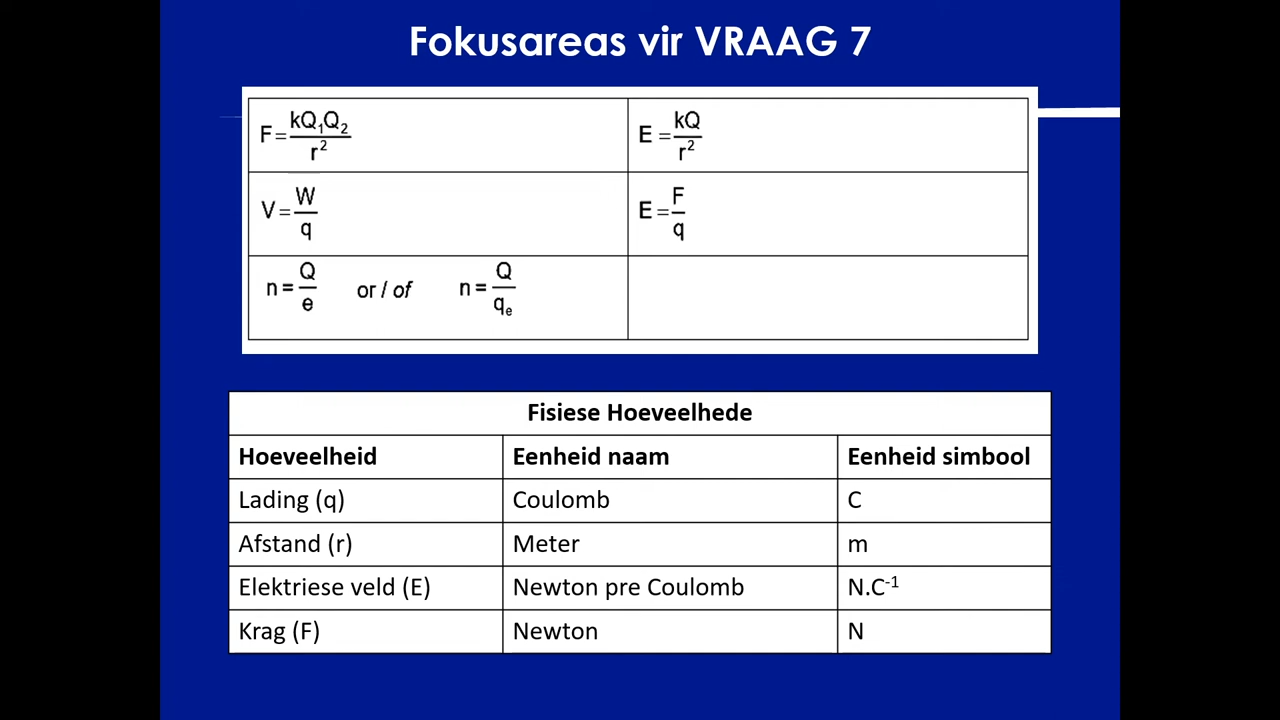 Fokusareas vir VRAAG 7
F = kQ₁Q₂/r² E = kQ/r²
V = W/q E = F/q
n = Q/e or / of n = Q/qₑ
Fisiese Hoeveelhede
Hoeveelheid Eenheid naam Eenheid simbool
Lading (q) Coulomb C
Afstand (r) Meter m
Elektriese veld (E) Newton pre Coulomb N.C⁻¹
Krag (F) Newton N